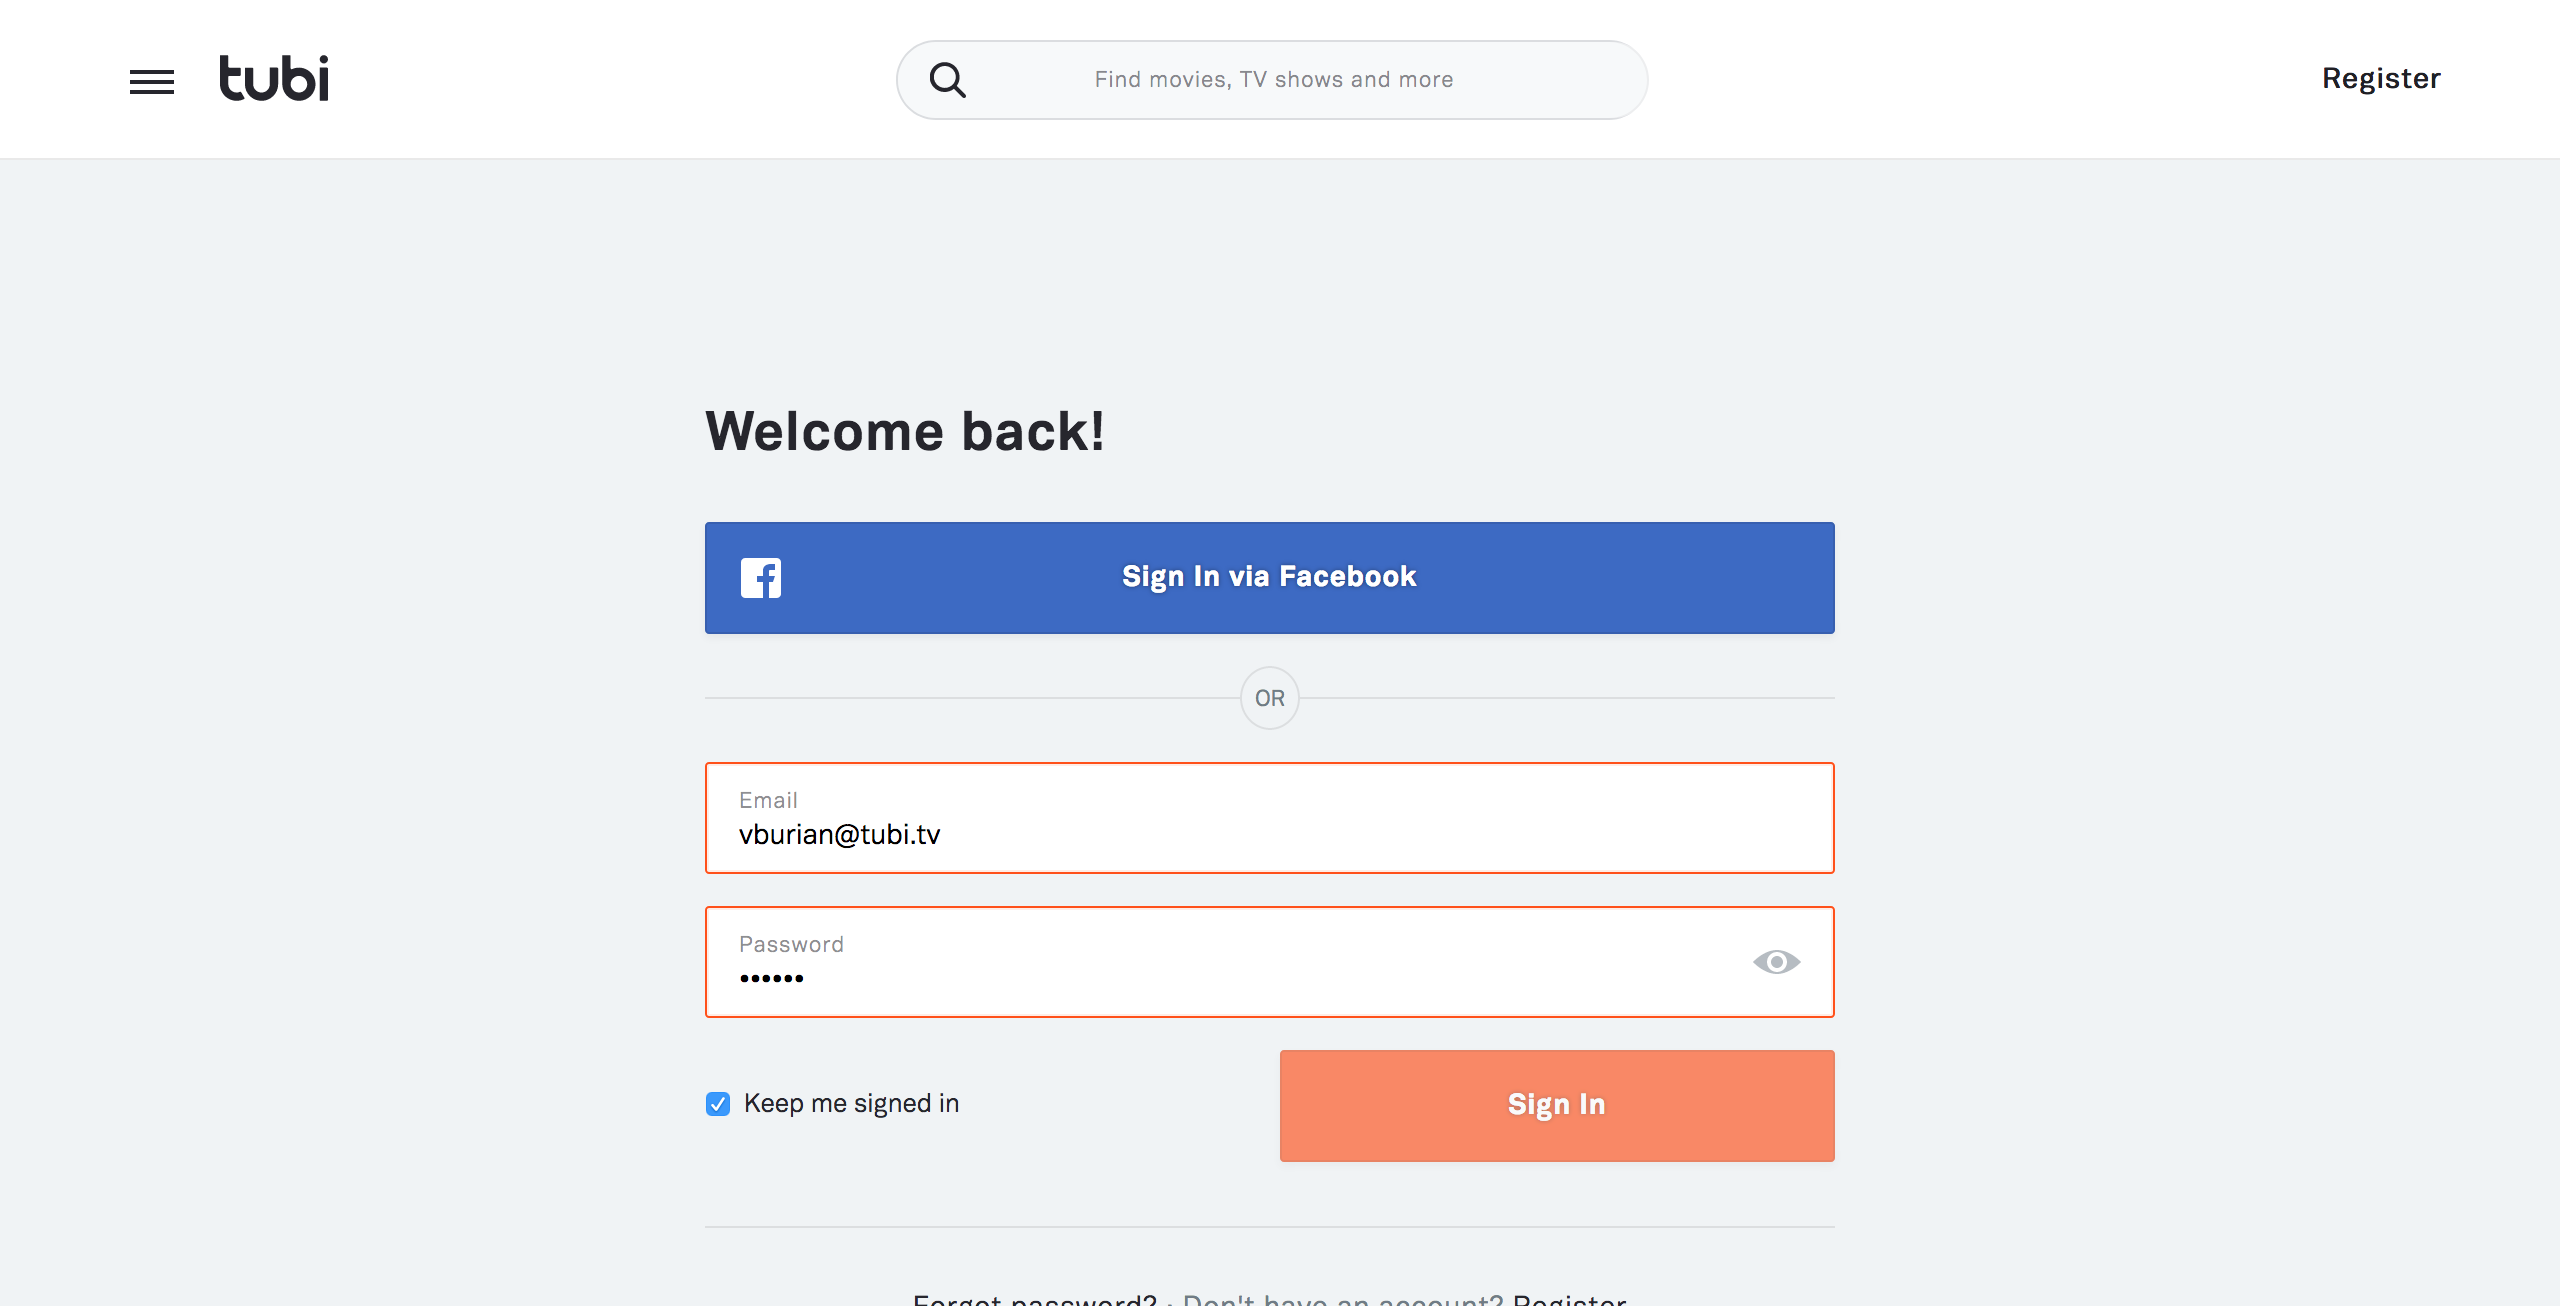 tubi
Find movies, TV shows and more
Register
Welcome back!
Sign In via Facebook
OR
Email
vburian@tubi.tv
Password
••••••
Keep me signed in
Sign In
Forgot password? · Don't have an account? Register